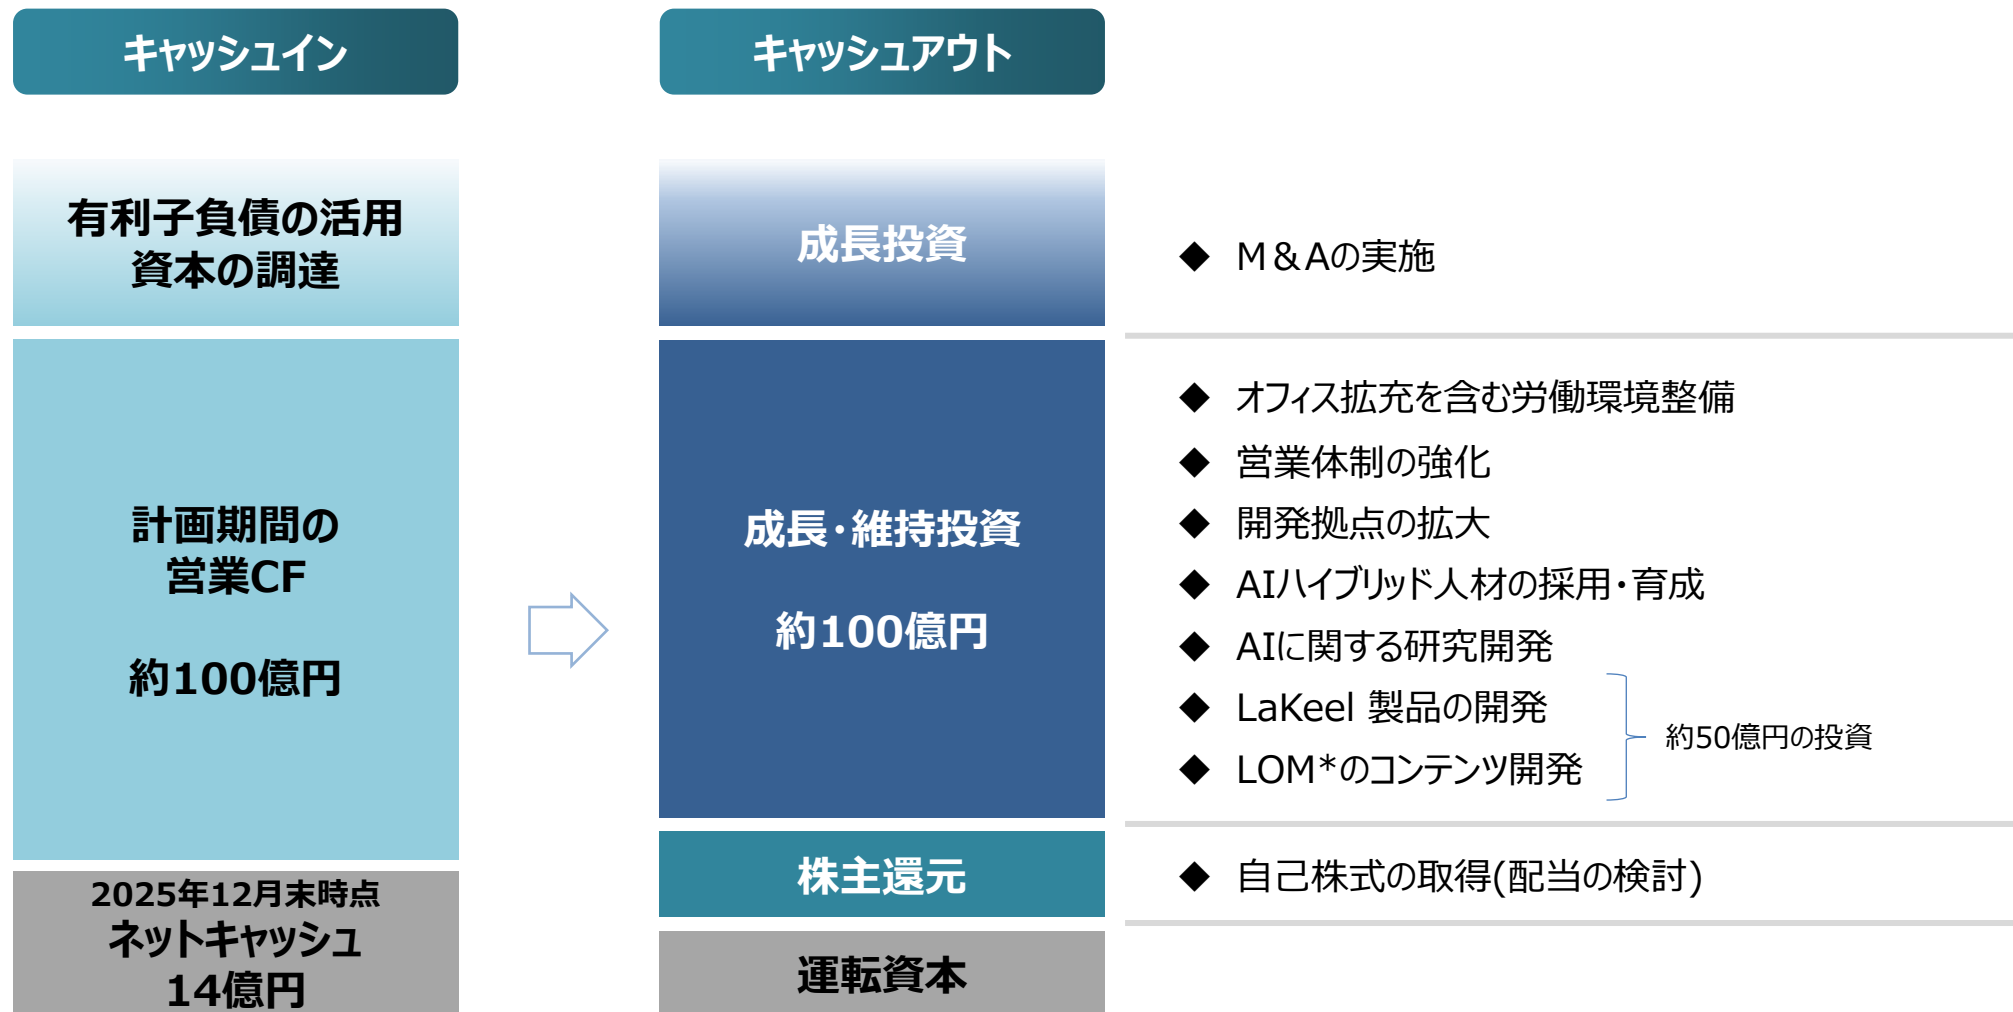 キャッシュイン
キャッシュアウト
有利子負債の活用
資本の調達
成長投資
◆ M&Aの実施
計画期間の
営業CF
約100億円
成長・維持投資
約100億円
◆ オフィス拡充を含む労働環境整備
◆ 営業体制の強化
◆ 開発拠点の拡大
◆ AIハイブリッド人材の採用・育成
◆ AIに関する研究開発
◆ LaKeel 製品の開発
◆ LOM*のコンテンツ開発
約50億円の投資
2025年12月末時点
ネットキャッシュ
14億円
株主還元
◆ 自己株式の取得(配当の検討)
運転資本